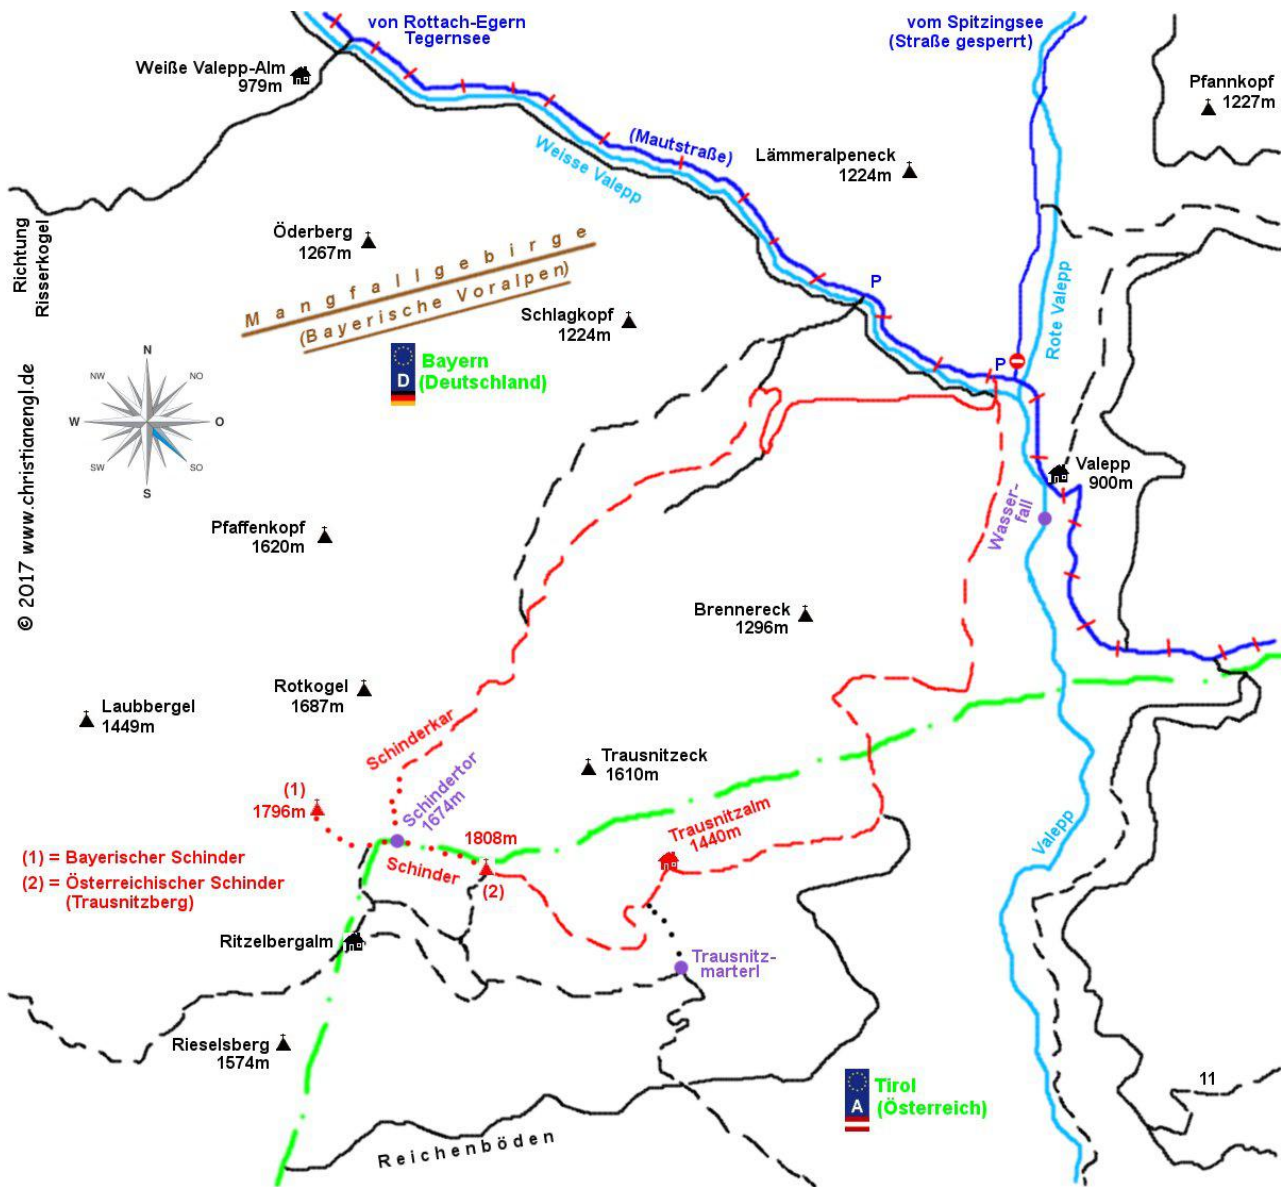 von Rottach-Egern
Tegernsee
vom Spitzingsee
(Straße gesperrt)
Weiße Valepp-Alm
979m
Pfannkopf
1227m
(Mautstraße)
Weisse Valepp
Lämmeralpeneck
1224m
Richtung
Risserkogel
Öderberg
1267m
Mangfallgebirge
(Bayerische Voralpen)
P
Schlagkopf
1224m
Rote Valepp
D
Bayern
(Deutschland)
P
N
NW
NO
W
O
SW
SO
S
© 2017 www.christianengl.de
Valepp
900m
Wasser-
fall
Pfaffenkopf
1620m
Brennereck
1296m
Rotkogel
1687m
Laubbergel
1449m
Schinderkar
Trausnitzeck
1610m
Schindertor
1674m
(1)
1796m
Trausnitzalm
1440m
Valepp
1808m
(1) = Bayerischer Schinder
Schinder
(2) = Österreichischer Schinder
(Trausnitzberg)
(2)
Ritzelbergalm
Trausnitz-
marterl
Rieselsberg
1574m
11
A
Tirol
(Österreich)
Reichenböden